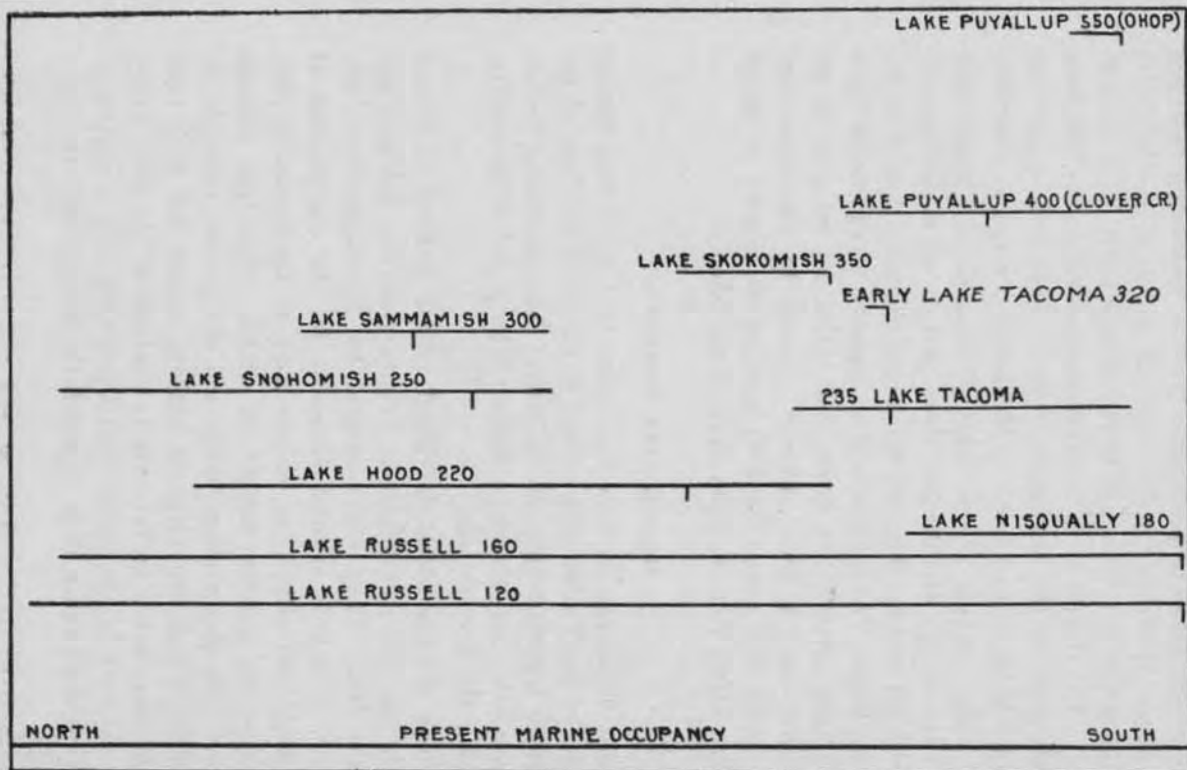 LAKE PUYALLUP 550 (OHOP)
LAKE PUYALLUP 400 (CLOVER CR.)
LAKE SKOKOMISH 350
EARLY LAKE TACOMA 320
LAKE SAMMAMISH 300
LAKE SNOHOMISH 250
235 LAKE TACOMA
LAKE HOOD 220
LAKE NISQUALLY 180
LAKE RUSSELL 160
LAKE RUSSELL 120
NORTH PRESENT MARINE OCCUPANCY SOUTH